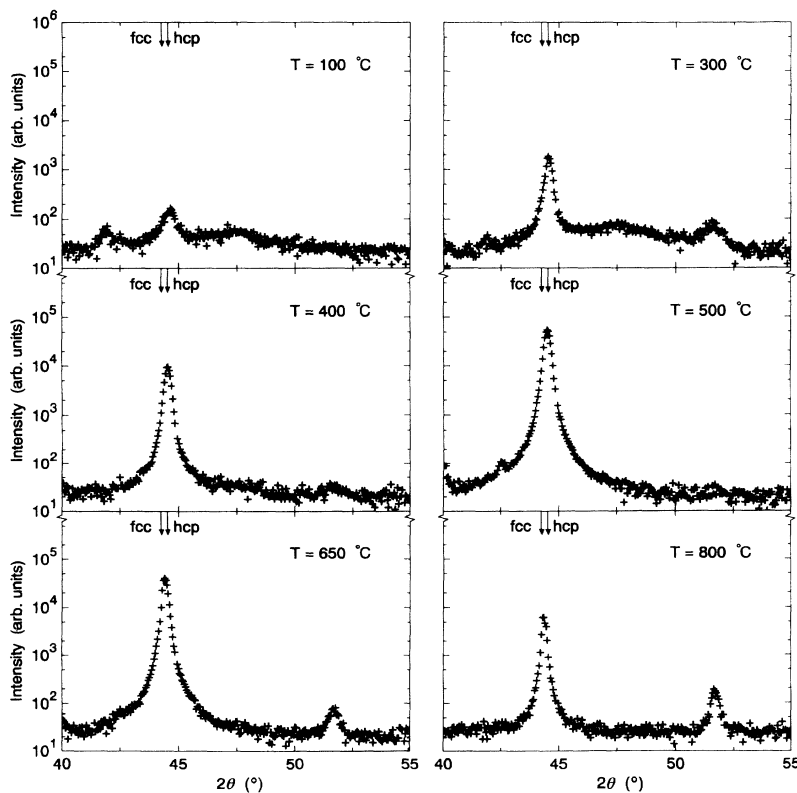 10⁶
fcc hcp
T = 100 °C
10⁵
10⁴
10³
10²
10¹
Intensity (arb. units)
fcc hcp
T = 300 °C
fcc hcp
T = 400 °C
10⁵
10⁴
10³
10²
10¹
Intensity (arb. units)
fcc hcp
T = 500 °C
fcc hcp
T = 650 °C
10⁵
10⁴
10³
10²
10¹
Intensity (arb. units)
40 45 50 55
2θ (°)
fcc hcp
T = 800 °C
40 45 50 55
2θ (°)